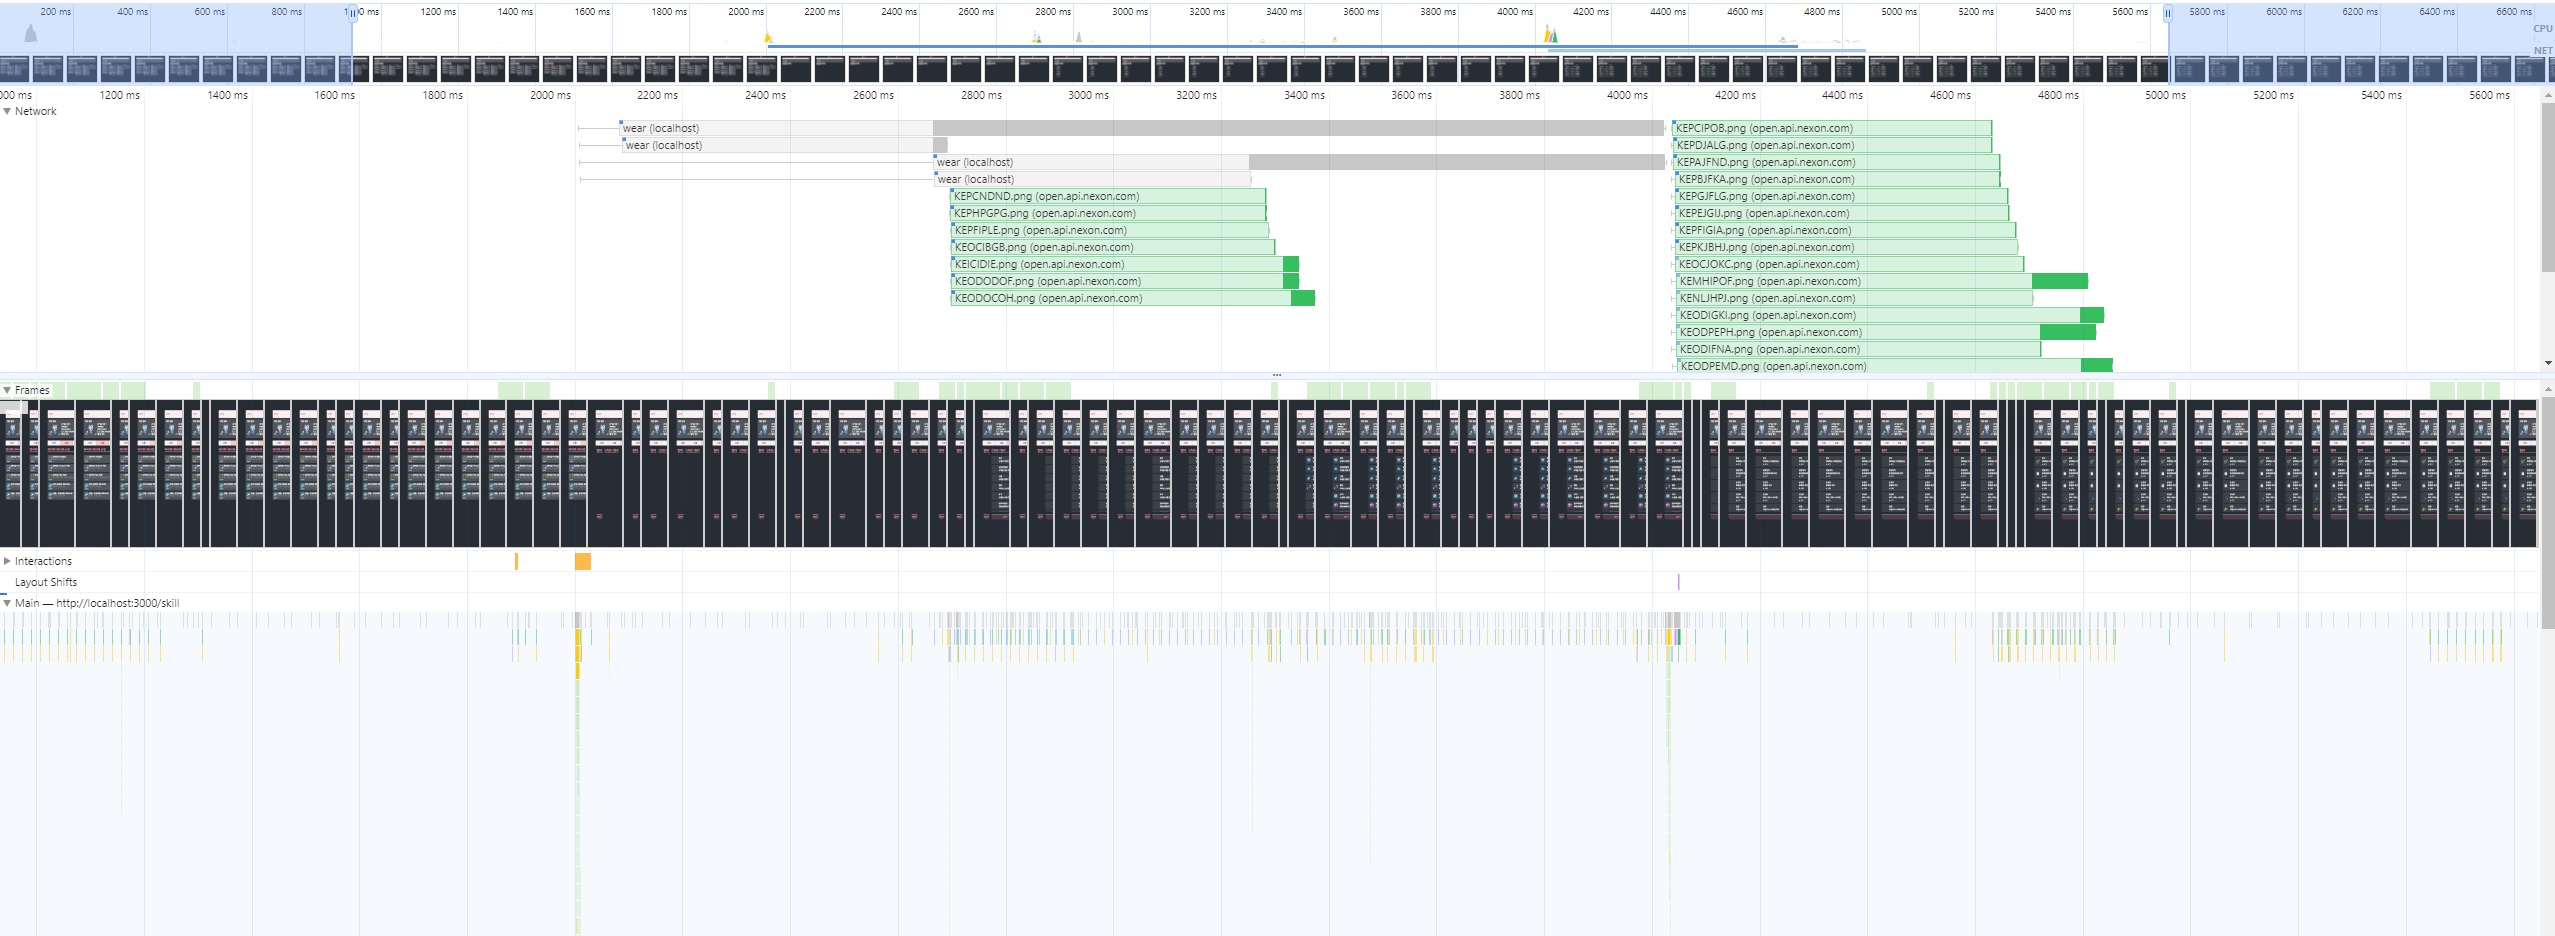 200 ms 400 ms 600 ms 800 ms 1200 ms 1400 ms 1600 ms 1800 ms 2000 ms 2200 ms 2400 ms 2600 ms 2800 ms 3000 ms 3200 ms 3400 ms 3600 ms 3800 ms 4000 ms 4200 ms 4400 ms 4600 ms 4800 ms 5000 ms 5200 ms 5400 ms 5600 ms 5800 ms 6000 ms 6200 ms 6400 ms 6600 ms
CPU
NET
000 ms 1200 ms 1400 ms 1600 ms 1800 ms 2000 ms 2200 ms 2400 ms 2600 ms 2800 ms 3000 ms 3200 ms 3400 ms 3600 ms 3800 ms 4000 ms 4200 ms 4400 ms 4600 ms 4800 ms 5000 ms 5200 ms 5400 ms 5600 ms
Network
wear (localhost) KEPCIPOB.png (open.api.nexon.com)
wear (localhost) KEPDJALG.png (open.api.nexon.com)
wear (localhost) KEPAJFND.png (open.api.nexon.com)
wear (localhost) KEPBJFKA.png (open.api.nexon.com)
KEPCNDND.png (open.api.nexon.com) KEPGJFLG.png (open.api.nexon.com)
KEPHPGPG.png (open.api.nexon.com) KEPEJGIJ.png (open.api.nexon.com)
KEPFIPLE.png (open.api.nexon.com) KEPFIGIA.png (open.api.nexon.com)
KEOCIBGB.png (open.api.nexon.com) KEPKJBHJ.png (open.api.nexon.com)
KEICIDIE.png (open.api.nexon.com) KEOCJOKC.png (open.api.nexon.com)
KEODODOF.png (open.api.nexon.com) KEMHIPOF.png (open.api.nexon.com)
KEODOCOH.png (open.api.nexon.com) KENLJHPJ.png (open.api.nexon.com)
KEODIGKI.png (open.api.nexon.com)
KEODPEPH.png (open.api.nexon.com)
KEODIFNA.png (open.api.nexon.com)
KEODPEMD.png (open.api.nexon.com)
Frames
Interactions
Layout Shifts
Main — http://localhost:3000/skill